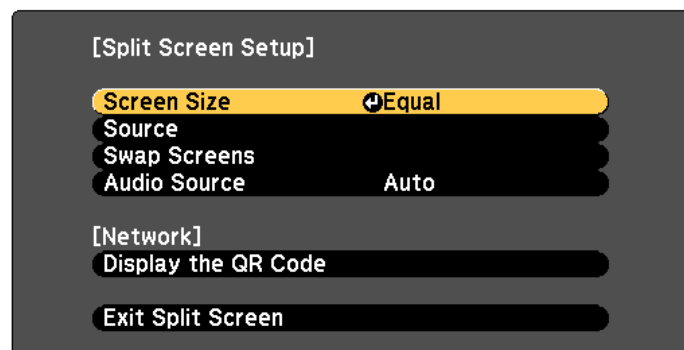 [Split Screen Setup]
Screen Size Equal
Source
Swap Screens
Audio Source Auto
[Network]
Display the QR Code
Exit Split Screen